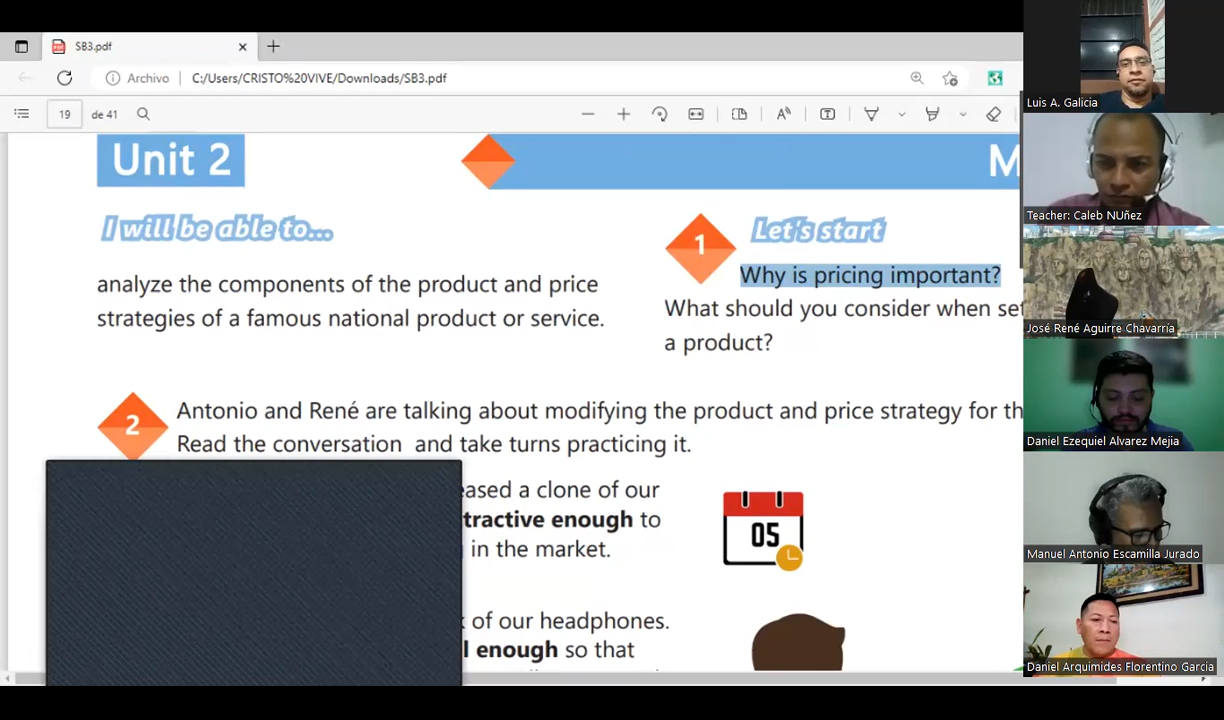 SB3.pdf
Archivo
C:/Users/CRISTO%20VIVE/Downloads/SB3.pdf
19 de 41
Unit 2
M
I will be able to...
analyze the components of the product and price
strategies of a famous national product or service.
1
Let's start
Why is pricing important?
What should you consider when set
a product?
2
Antonio and René are talking about modifying the product and price strategy for th
Read the conversation and take turns practicing it.
eased a clone of our
tractive enough to
in the market.
05
k of our headphones.
l enough so that
Luis A. Galicia
Teacher: Caleb NUñez
José René Aguirre Chavarría
Daniel Ezequiel Alvarez Mejia
Manuel Antonio Escamilla Jurado
Daniel Arquimides Florentino Garcia